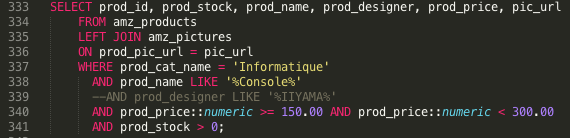 333 SELECT prod_id, prod_stock, prod_name, prod_designer, prod_price, pic_url
334 FROM amz_products
335 LEFT JOIN amz_pictures
336 ON prod_pic_url = pic_url
337 WHERE prod_cat_name = 'Informatique'
338 AND prod_name LIKE '%Console%'
339 --AND prod_designer LIKE '%IIYAMA%'
340 AND prod_price::numeric >= 150.00 AND prod_price::numeric < 300.00
341 AND prod_stock > 0;